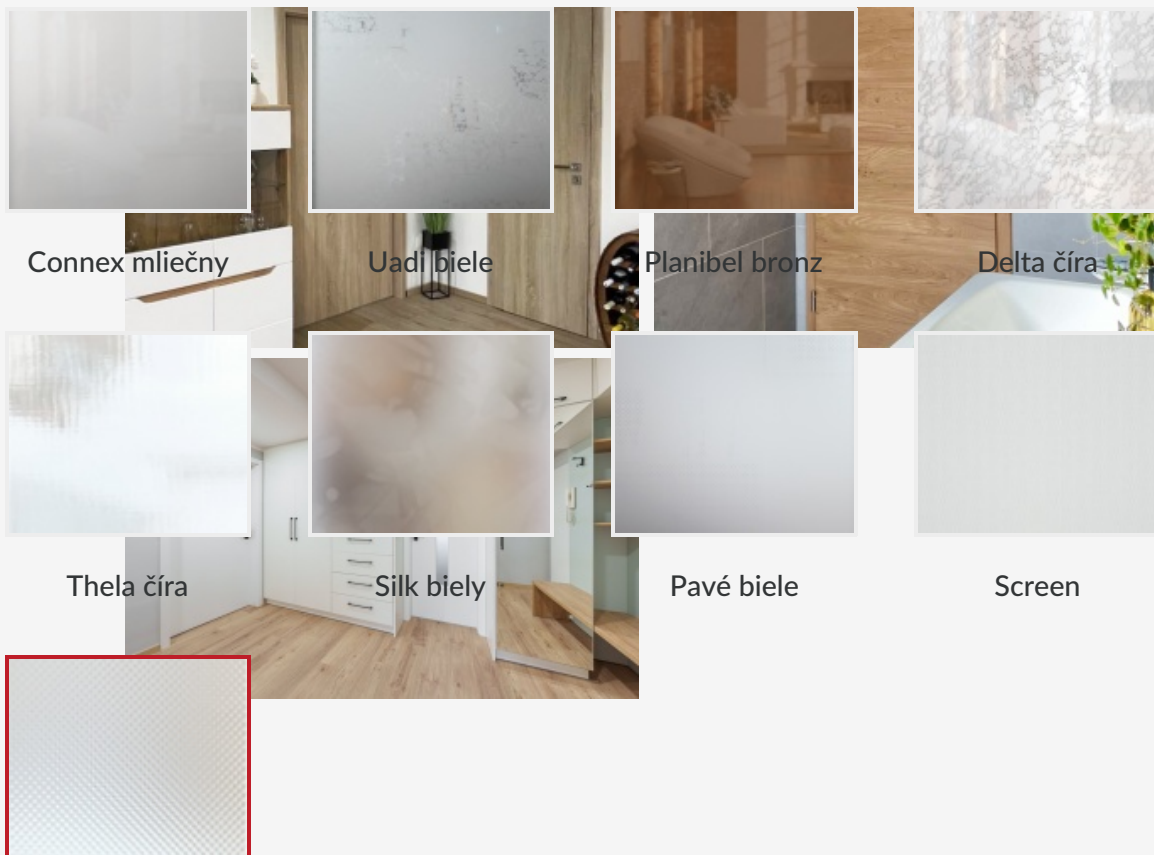 Connex mliečny
Uadi biele
Planibel bronz
Delta číra
Thela číra
Silk biely
Pavé biele
Screen